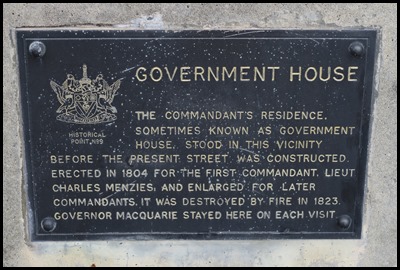 GOVERNMENT HOUSE
HISTORICAL
POINT No9
THE COMMANDANT'S RESIDENCE,
SOMETIMES KNOWN AS GOVERNMENT
HOUSE, STOOD IN THIS VICINITY
BEFORE THE PRESENT STREET WAS CONSTRUCTED.
ERECTED IN 1804 FOR THE FIRST COMMANDANT, LIEUT
CHARLES MENZIES, AND ENLARGED FOR LATER
COMMANDANTS, IT WAS DESTROYED BY FIRE IN 1823.
GOVERNOR MACQUARIE STAYED HERE ON EACH VISIT.